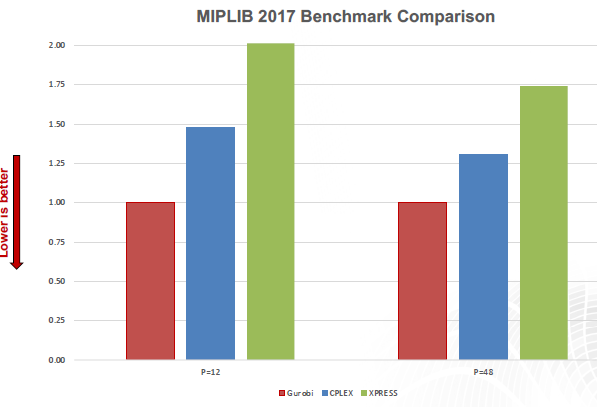 MIPLIB 2017 Benchmark Comparison
2.00
1.75
1.50
1.25
1.00
0.75
0.50
0.25
0.00
Lower is better
P=12
P=48
Gurobi CPLEX XPRESS